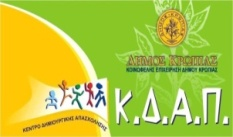 ΔΗΜΟΣ ΚΡΩΠΙΑΣ
ΚΟΙΝΩΦΕΛΗΣ ΕΠΙΧΕΙΡΗΣΗ ΔΗΜΟΥ ΚΡΩΠΙΑΣ
ΚΕΝΤΡΟ ΔΗΜΙΟΥΡΓΙΚΗΣ ΑΠΑΣΧΟΛΗΣΗΣ
Κ.Δ.Α.Π.